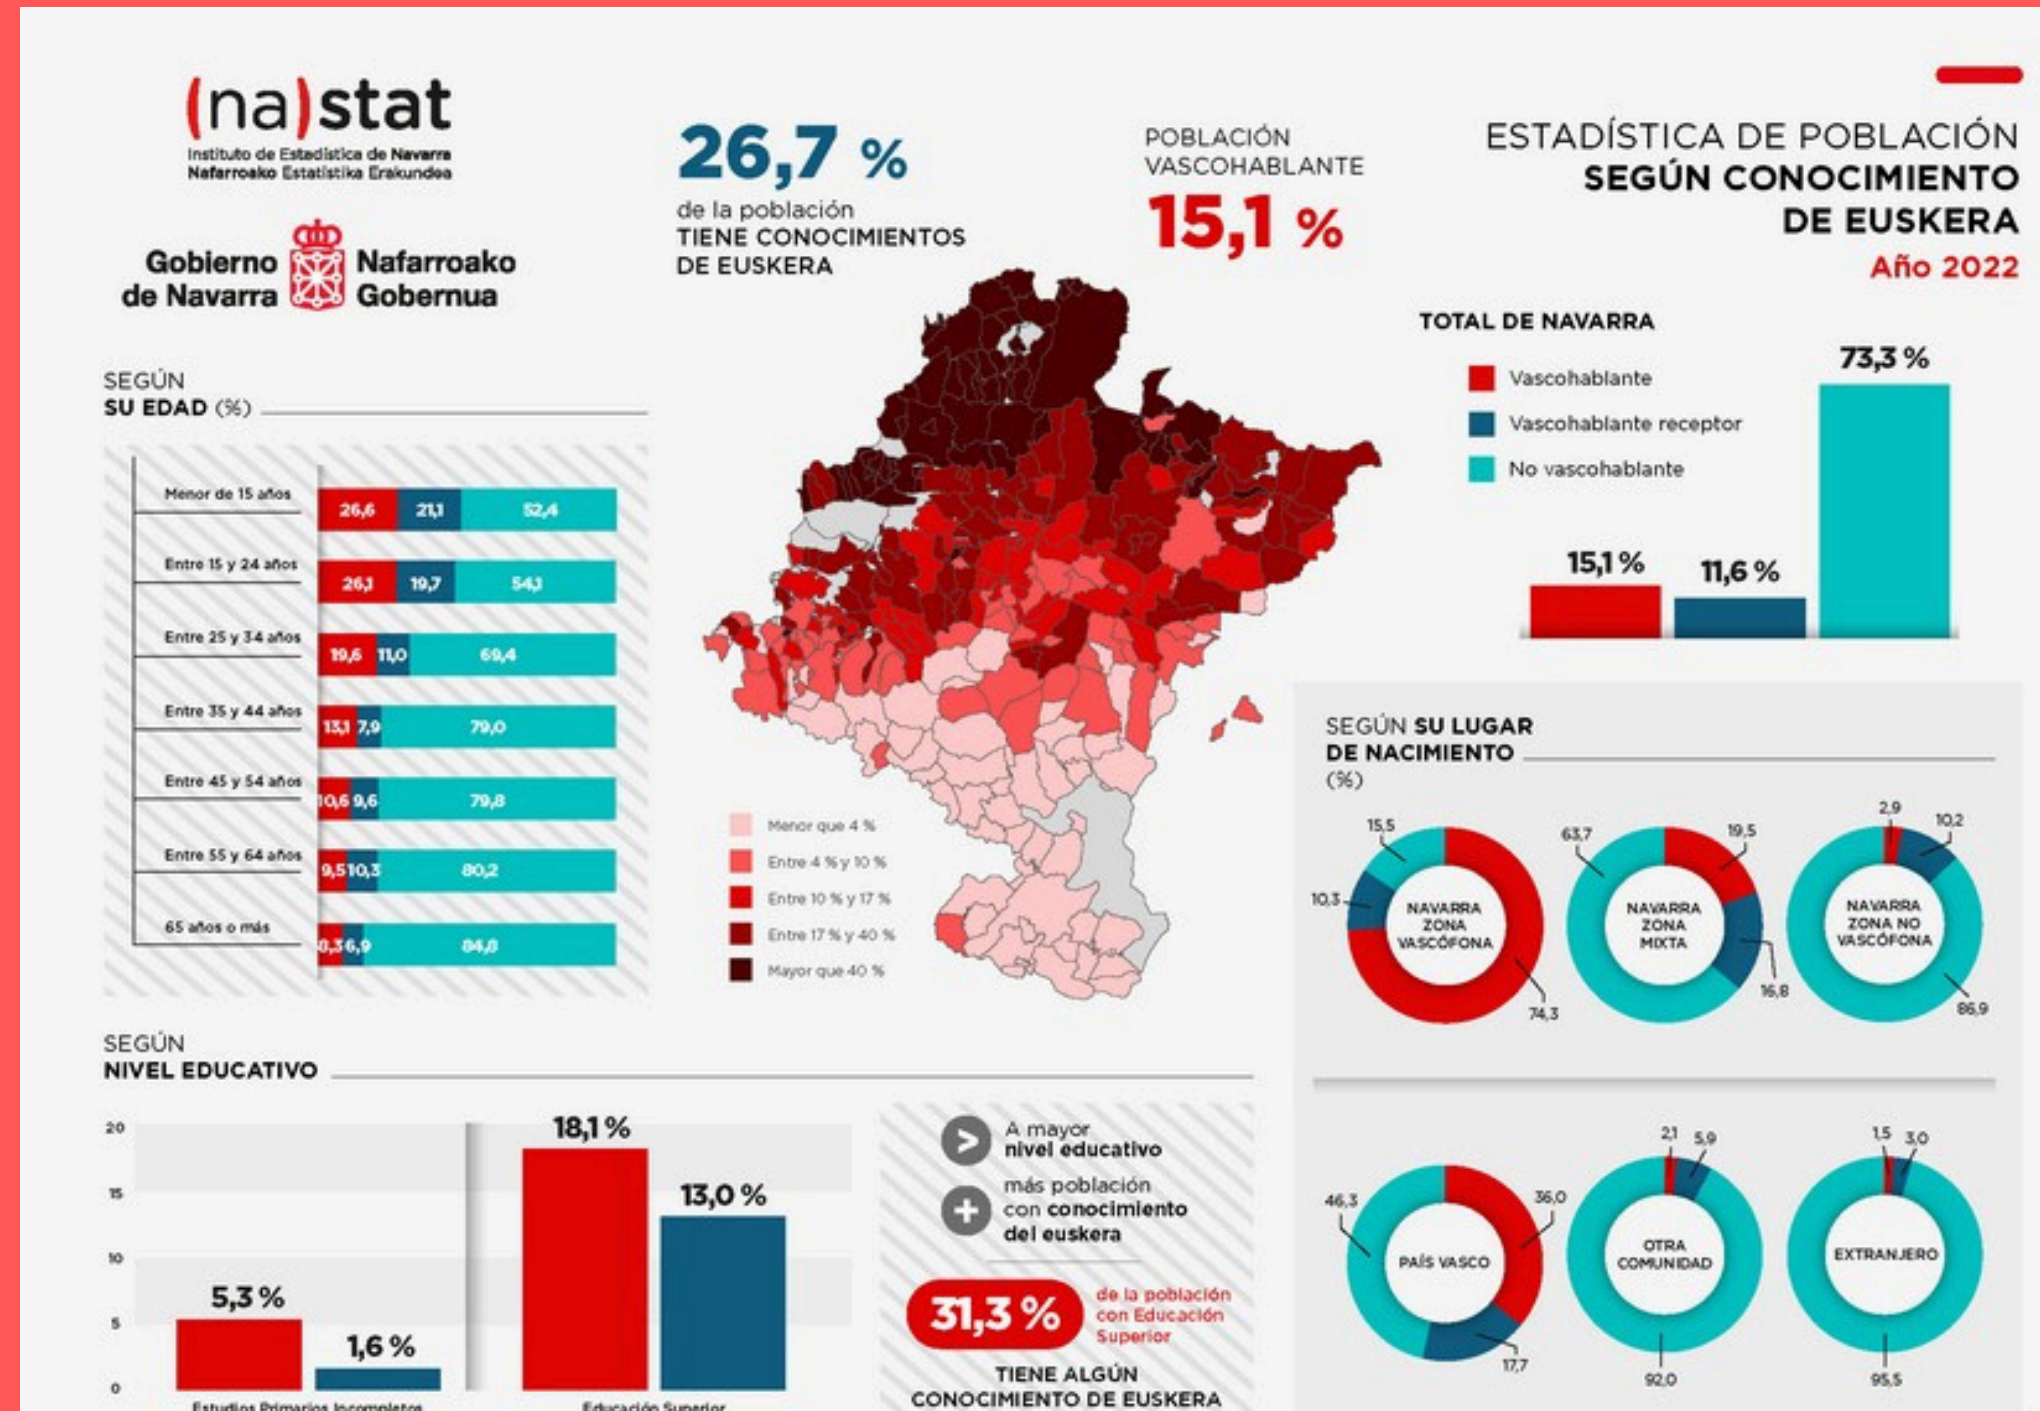 (na)stat
Instituto de Estadística de Navarra
Nafarroako Estatistika Erakundea
Gobierno
de Navarra
Nafarroako
Gobernua
26,7 %
de la población
TIENE CONOCIMIENTOS
DE EUSKERA
POBLACIÓN
VASCOHABLANTE
15,1 %
ESTADÍSTICA DE POBLACIÓN
SEGÚN CONOCIMIENTO
DE EUSKERA
Año 2022
TOTAL DE NAVARRA
Vascohablante
Vascohablante receptor
No vascohablante
15,1 %
11,6 %
73,3 %
SEGÚN
SU EDAD (%)
Menor de 15 años
26,6 21,1 52,4
Entre 15 y 24 años
26,1 19,7 54,1
Entre 25 y 34 años
19,6 11,0 69,4
Entre 35 y 44 años
13,1 7,9 79,0
Entre 45 y 54 años
10,6 9,6 79,8
Entre 55 y 64 años
9,5 10,3 80,2
65 años o más
8,3 6,9 84,8
Menor que 4 %
Entre 4 % y 10 %
Entre 10 % y 17 %
Entre 17 % y 40 %
Mayor que 40 %
SEGÚN SU LUGAR
DE NACIMIENTO
(%)
15,5
10,3
NAVARRA
ZONA
VASCÓFONA
74,3
63,7
19,5
NAVARRA
ZONA
MIXTA
16,8
2,9
10,2
NAVARRA
ZONA NO
VASCÓFONA
86,9
46,3
36,0
PAÍS VASCO
17,7
2,1
5,9
OTRA
COMUNIDAD
92,0
1,5
3,0
EXTRANJERO
95,5
SEGÚN
NIVEL EDUCATIVO
20
15
10
5
0
5,3 %
1,6 %
Estudios Primarios Incompletos
18,1 %
13,0 %
Educación Superior
>
A mayor
nivel educativo
+
más población
con conocimiento
del euskera
31,3 %
de la población
con Educación
Superior
TIENE ALGÚN
CONOCIMIENTO DE EUSKERA